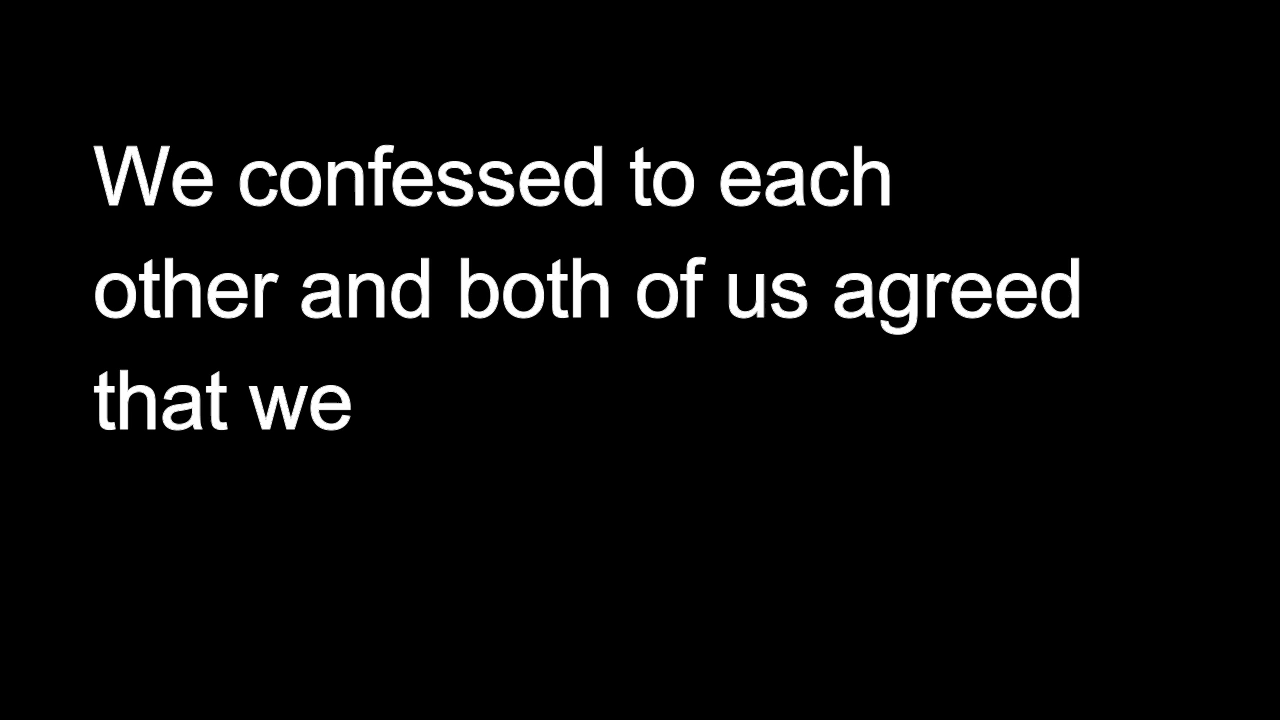 We confessed to each
other and both of us agreed
that we